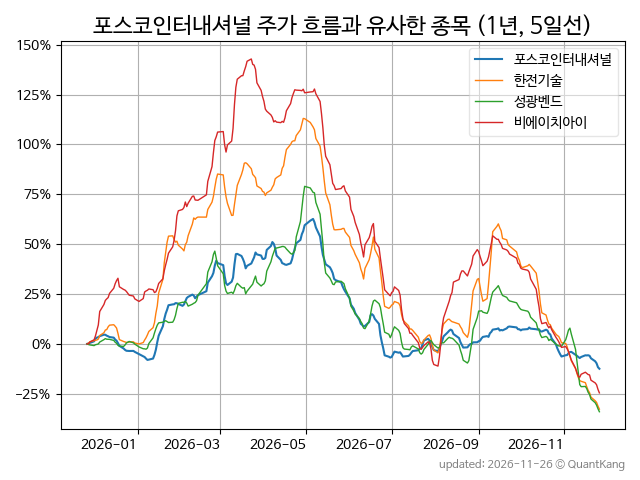 포스코인터내셔널 주가 흐름과 유사한 종목 (1년, 5일선)
포스코인터내셔널
한전기술
성광벤드
비에이치아이
150%
125%
100%
75%
50%
25%
0%
−25%
2026-01 2026-03 2026-05 2026-07 2026-09 2026-11
updated: 2026-11-26 © QuantKang